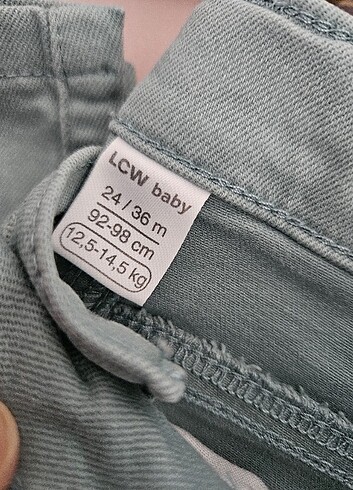 LCW baby
24 / 36 m
92-98 cm
12,5-14,5 kg